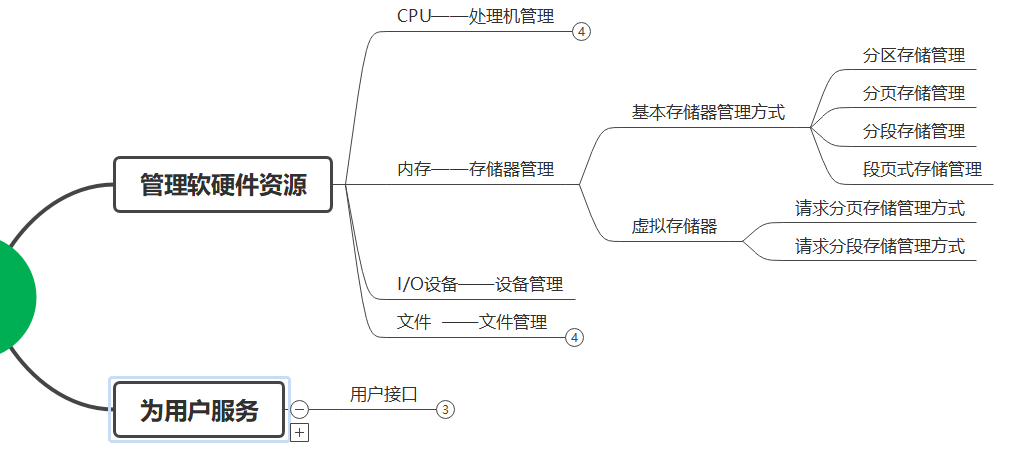 CPU——处理机管理
4
分区存储管理
分页存储管理
基本存储器管理方式
分段存储管理
段页式存储管理
内存——存储器管理
管理软硬件资源
请求分页存储管理方式
虚拟存储器
请求分段存储管理方式
I/O设备——设备管理
文件 ——文件管理
4
为用户服务
用户接口
3